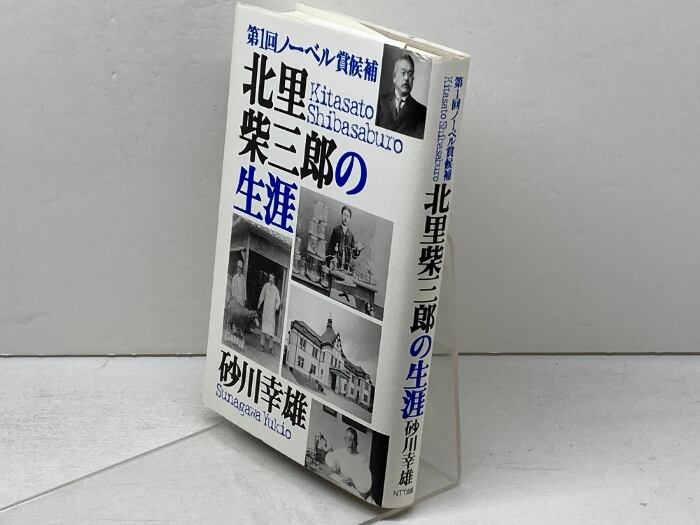 第1回ノーベル賞候補
北里
Kitasato
Shibasaburo
柴三郎の
生涯
砂川幸雄
Sunagawa Yukio
第1回ノーベル賞候補
Kitasato Shibasaburo
北里柴三郎の生涯
砂川幸雄
NTT出版